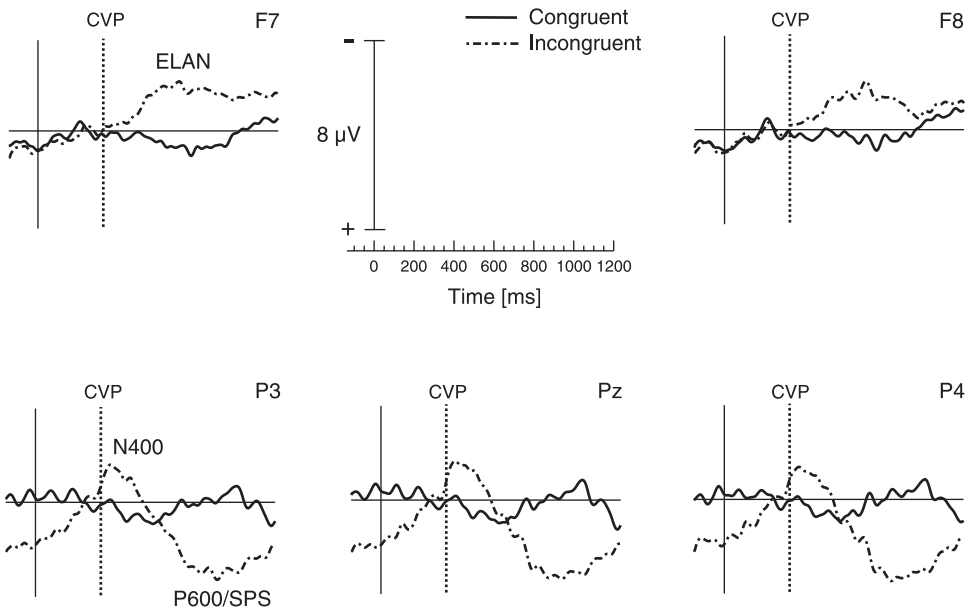 CVP F7
ELAN
Congruent
Incongruent
−
8 µV
+
0 200 400 600 800 1000 1200
Time [ms]
CVP F8
CVP P3
N400
P600/SPS
CVP Pz
CVP P4